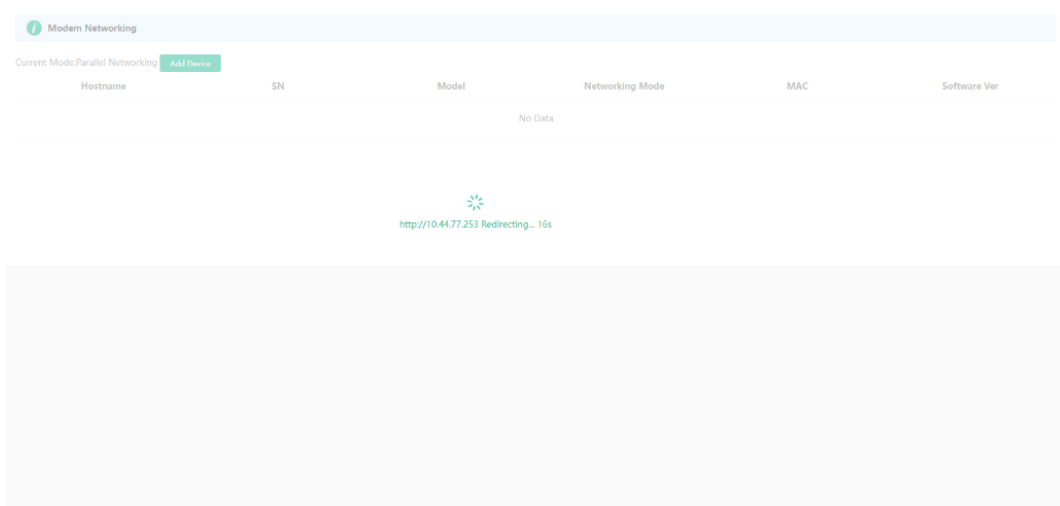 Modem Networking
Current Mode:Parallel Networking Add Device
Hostname SN Model Networking Mode MAC Software Ver
No Data
http://10.44.77.253 Redirecting... 16s